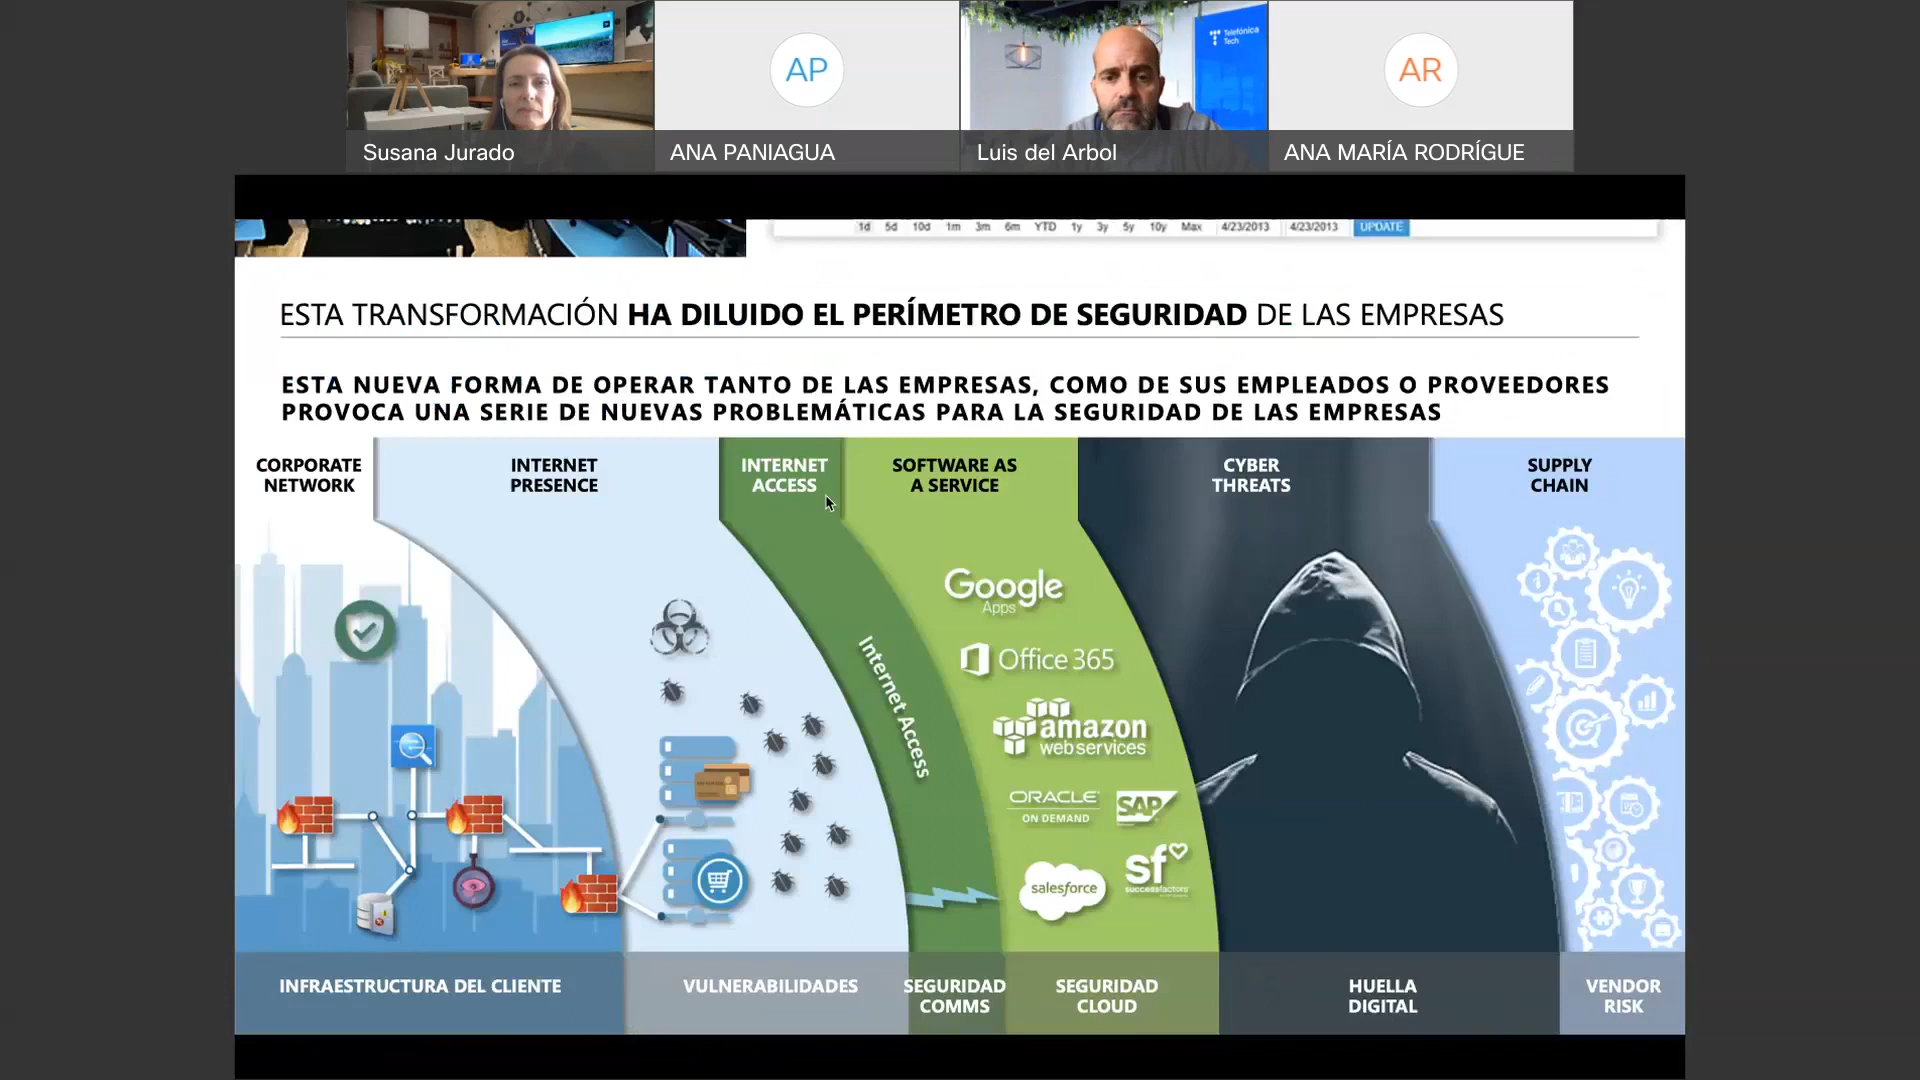 Telefónica
Tech
AP
AR
Susana Jurado
ANA PANIAGUA
Luis del Arbol
ANA MARÍA RODRÍGUE
1d 5d 10d 1m 3m 6m YTD 1y 3y 5y 10y Max 4/23/2013 4/23/2013 UPDATE
ESTA TRANSFORMACIÓN HA DILUIDO EL PERÍMETRO DE SEGURIDAD DE LAS EMPRESAS
ESTA NUEVA FORMA DE OPERAR TANTO DE LAS EMPRESAS, COMO DE SUS EMPLEADOS O PROVEEDORES
PROVOCA UNA SERIE DE NUEVAS PROBLEMÁTICAS PARA LA SEGURIDAD DE LAS EMPRESAS
CORPORATE
NETWORK
INTERNET
PRESENCE
INTERNET
ACCESS
SOFTWARE AS
A SERVICE
CYBER
THREATS
SUPPLY
CHAIN
Internet Access
Google
Apps
Office 365
amazon
webservices
ORACLE
ON DEMAND
SAP
salesforce
sf
successfactors
INFRAESTRUCTURA DEL CLIENTE
VULNERABILIDADES
SEGURIDAD
COMMS
SEGURIDAD
CLOUD
HUELLA
DIGITAL
VENDOR
RISK